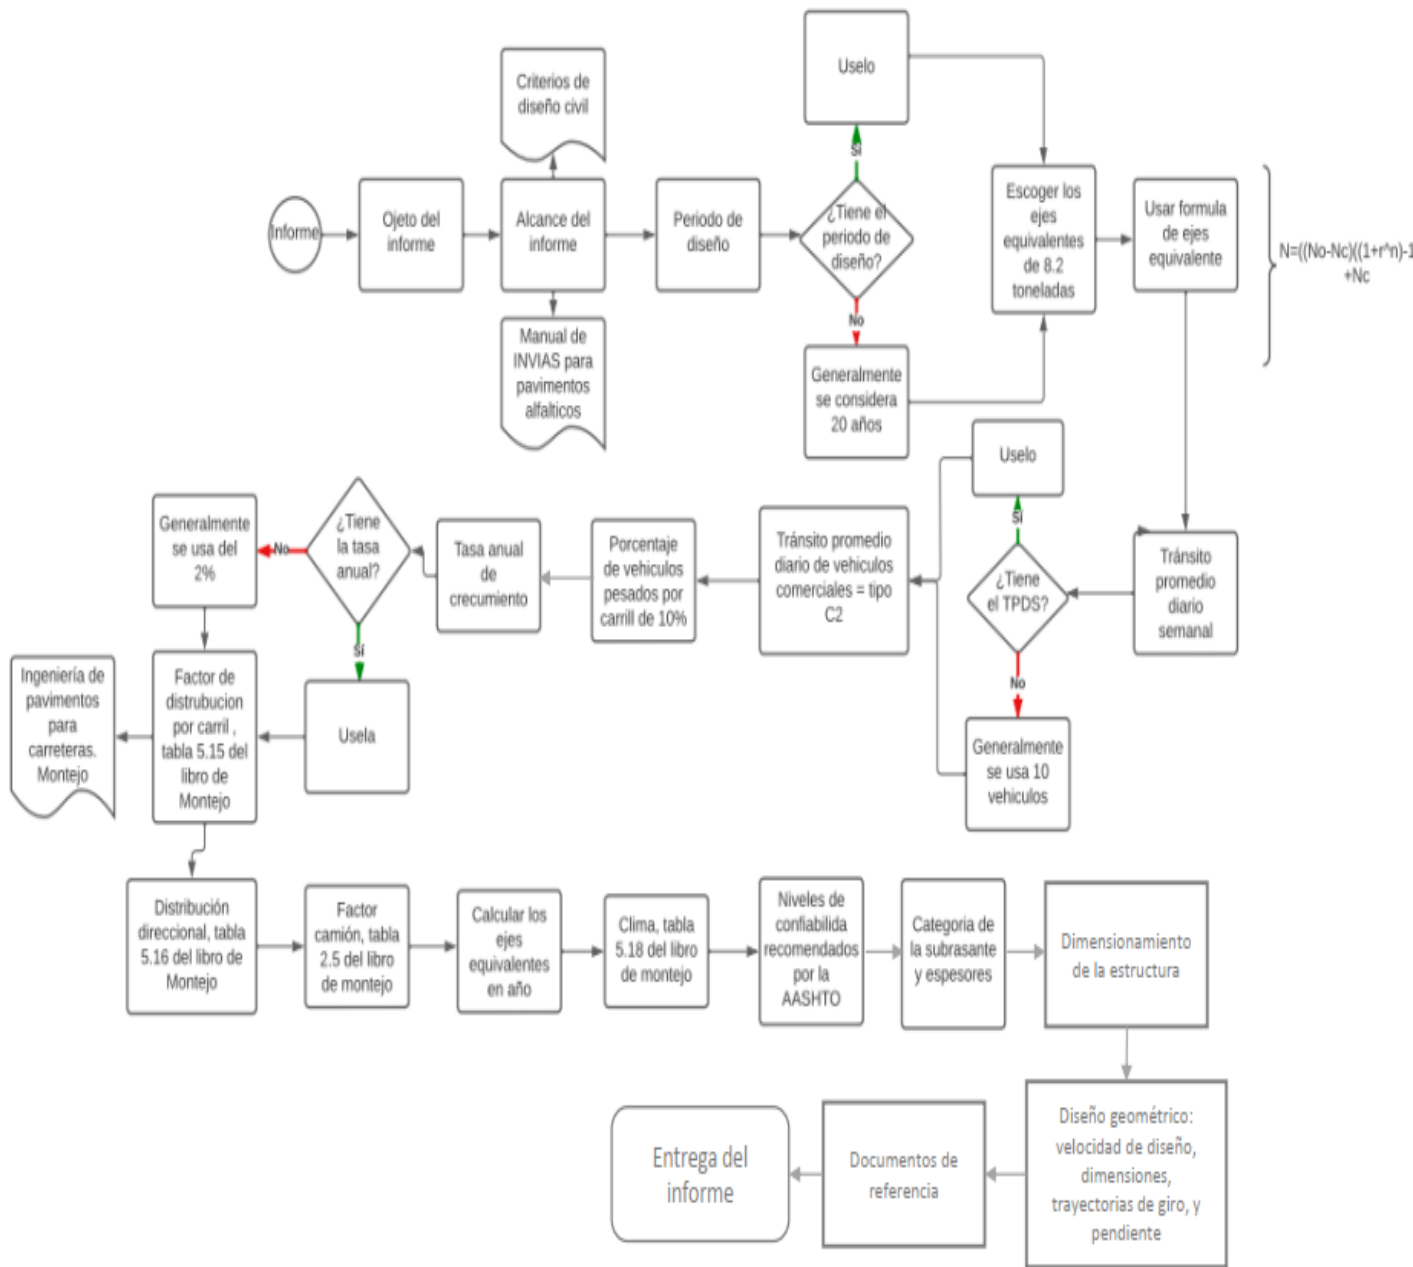 Informe
Ojeto del
informe
Criterios de
diseño civil
Alcance del
informe
Manual de
INVIAS para
pavimentos
alfalticos
Periodo de
diseño
¿Tiene el
periodo de
diseño?
Sí
Uselo
No
Generalmente
se considera
20 años
Escoger los
ejes
equivalentes
de 8.2
toneladas
Usar formula
de ejes
equivalente
N=((No-Nc)((1+r^n)-1
+Nc
Tránsito
promedio
diario
semanal
¿Tiene
el TPDS?
Sí
Uselo
No
Generalmente
se usa 10
vehiculos
Tránsito promedio
diario de vehiculos
comerciales = tipo
C2
Porcentaje
de vehiculos
pesados por
carrill de 10%
Tasa anual
de
crecumiento
¿Tiene
la tasa
anual?
No
Generalmente
se usa del
2%
Sí
Usela
Factor de
distrubucion
por carril ,
tabla 5.15 del
libro de
Montejo
Ingeniería de
pavimentos
para
carreteras.
Montejo
Distribución
direccional, tabla
5.16 del libro de
Montejo
Factor
camión, tabla
2.5 del libro
de montejo
Calcular los
ejes
equivalentes
en año
Clima, tabla
5.18 del libro
de montejo
Niveles de
confiabilida
recomendados
por la
AASHTO
Categoria de
la subrasante
y espesores
Dimensionamiento
de la estructura
Diseño geométrico:
velocidad de diseño,
dimensiones,
trayectorias de giro, y
pendiente
Documentos de
referencia
Entrega del
informe